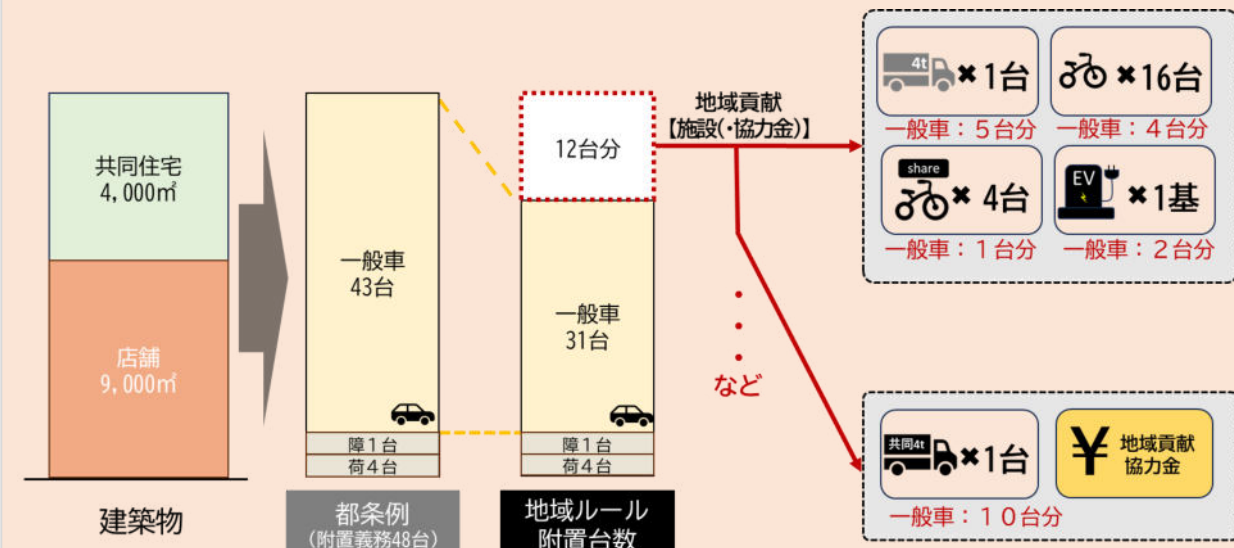 共同住宅
4,000㎡
店舗
9,000㎡
建築物
一般車
43台
障1台
荷4台
都条例
(附置義務48台)
12台分
一般車
31台
障1台
荷4台
地域ルール
附置台数
地域貢献
【施設(・協力金)】
4t ✖ 1台
一般車：５台分
✖ 16台
一般車：４台分
share
✖ 4台
一般車：１台分
EV
✖ 1基
一般車：２台分
・
・
・
など
共同4t
✖ 1台
一般車：１０台分
¥
地域貢献
協力金